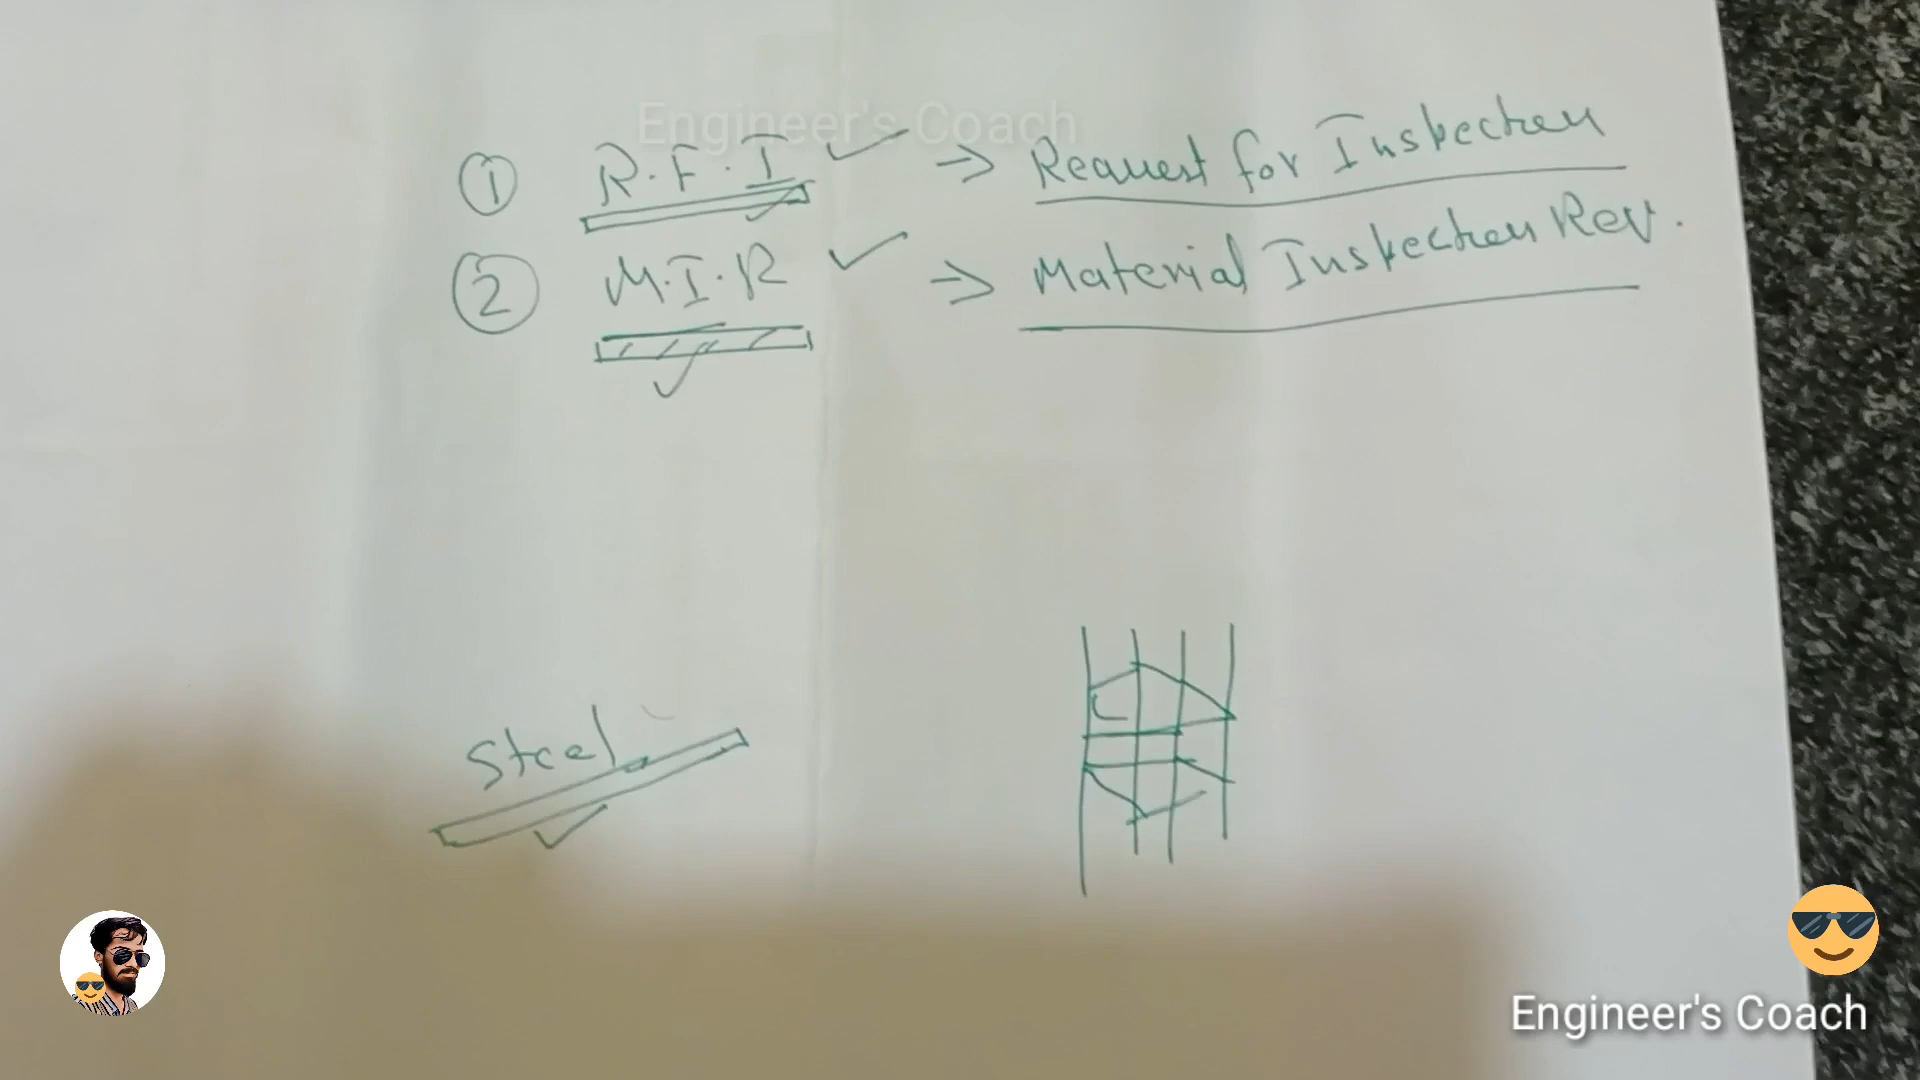 Engineer's Coach
① R.F.I ✓ → Request for Inspection
② M.I.R ✓ → Material Inspection Rev.
Steel
Engineer's Coach